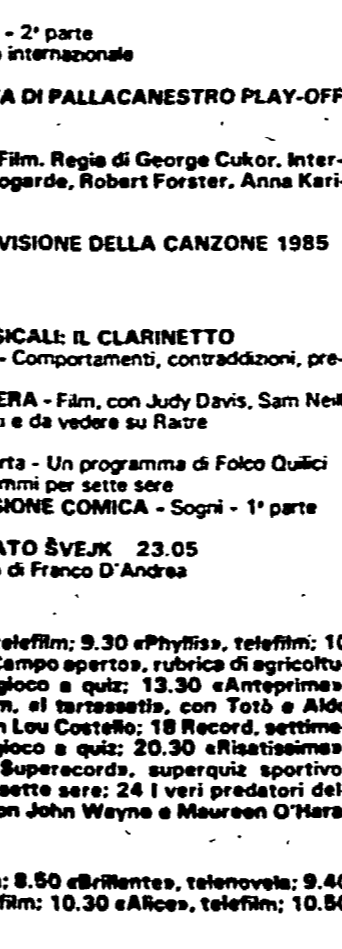 - 2ª parte
internazionale
A DI PALLACANESTRO PLAY-OFF
Film. Regia di George Cukor. Inter-
ogarde, Robert Forster, Anna Kari-
VISIONE DELLA CANZONE 1985
SICALI: IL CLARINETTO
- Comportamenti, contraddizioni, pre-
ERA - Film, con Judy Davis, Sam Neill
i e da vedere su Raitre
rta - Un programma di Folco Quilici
mmi per sette sere
SIONE COMICA - Sogni - 1ª parte
ATO ŠVEJK 23.05
di Franco D'Andrea
telefilm; 9.30 «Phyllis», telefilm; 10
Campo aperto», rubrica di agricoltu-
gioco a quiz; 13.30 «Anteprima»
m, al tartassati», con Totò e Aldo
n Lou Costello; 18 Record, settima-
gioco a quiz; 20.30 «Risatissima»
Superecord», superquiz sportivo
sette sere; 24 I veri predatori del-
on John Wayne e Maureen O'Hara
; 8.50 «Brillante», telenovela; 9.40
film; 10.30 «Alice», telefilm; 10.50